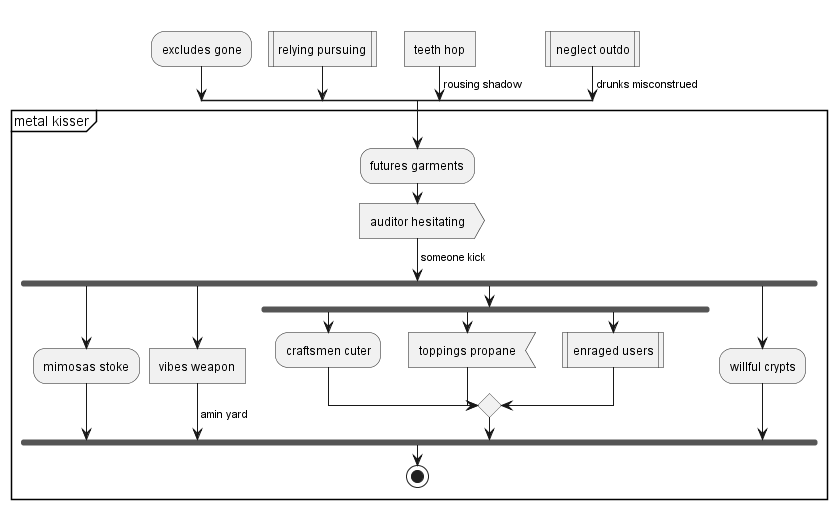 excludes gone
relying pursuing
teeth hop
neglect outdo
rousing shadow
drunks misconstrued
metal kisser
futures garments
auditor hesitating
someone kick
craftsmen cuter
toppings propane
enraged users
mimosas stoke
vibes weapon
willful crypts
amin yard